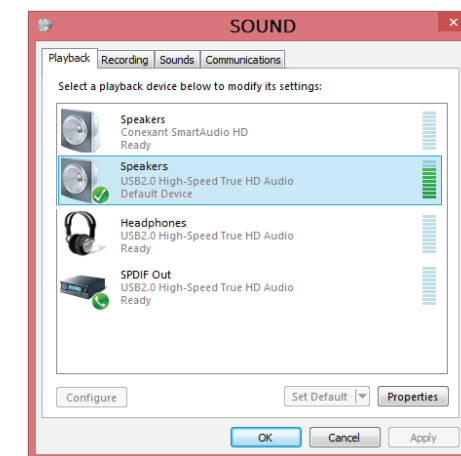 SOUND
×
Playback Recording Sounds Communications
Select a playback device below to modify its settings:
Speakers
Conexant SmartAudio HD
Ready
Speakers
USB2.0 High-Speed True HD Audio
Default Device
Headphones
USB2.0 High-Speed True HD Audio
Ready
SPDIF Out
USB2.0 High-Speed True HD Audio
Ready
Configure Set Default Properties
OK Cancel Apply